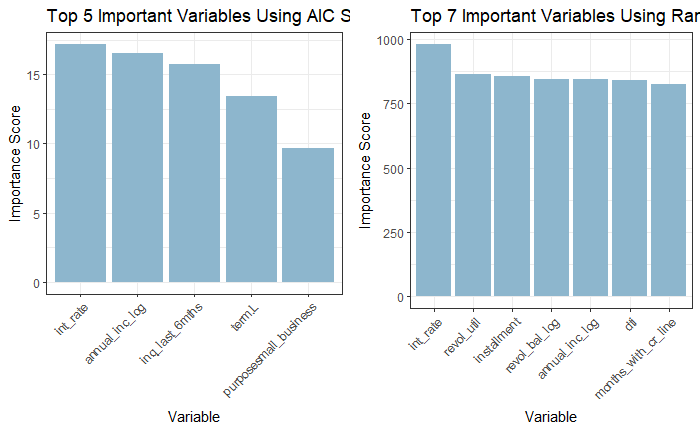 Top 5 Important Variables Using AIC S
Importance Score
15
10
5
0
int_rate
annual_inc_log
inq_last_6mths
term.L
purposesmall_business
Variable
Top 7 Important Variables Using Ran
Importance Score
1000
750
500
250
0
int_rate
revol_util
installment
revol_bal_log
annual_inc_log
dti
months_with_cr_line
Variable